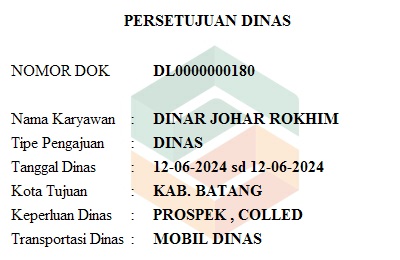 PERSETUJUAN DINAS
NOMOR DOK DL0000000180
Nama Karyawan : DINAR JOHAR ROKHIM
Tipe Pengajuan : DINAS
Tanggal Dinas : 12-06-2024 sd 12-06-2024
Kota Tujuan : KAB. BATANG
Keperluan Dinas : PROSPEK , COLLED
Transportasi Dinas : MOBIL DINAS